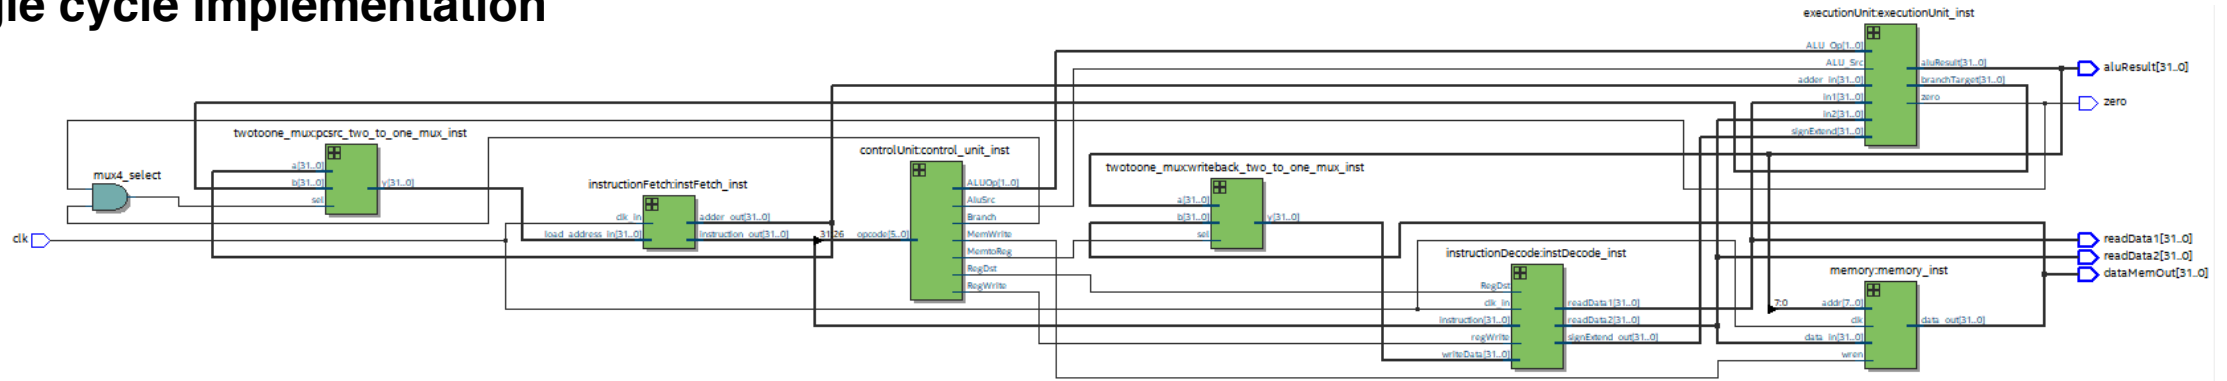 gle cycle implementation
executionUnit:executionUnit_inst
ALU_Op[1..0]
ALU_Src
adder_in[31..0]
in1[31..0]
in2[31..0]
signExtend[31..0]
aluResult[31..0]
branchTarget[31..0]
zero
aluResult[31..0]
zero
twotoone_mux:pcsrc_two_to_one_mux_inst
a[31..0]
b[31..0]
sel
y[31..0]
mux4_select
clk
instructionFetch:instFetch_inst
clk_in
load_address_in[31..0]
adder_out[31..0]
instruction_out[31..0]
31:26
controlUnit:control_unit_inst
opcode[5..0]
ALUOp[1..0]
AluSrc
Branch
MemWrite
MemtoReg
RegDst
RegWrite
twotoone_mux:writeback_two_to_one_mux_inst
a[31..0]
b[31..0]
sel
y[31..0]
instructionDecode:instDecode_inst
RegDst
clk_in
instruction[31..0]
regWrite
writeData[31..0]
readData1[31..0]
readData2[31..0]
signExtend_out[31..0]
memory:memory_inst
7:0
addr[7..0]
clk
data_in[31..0]
wren
data_out[31..0]
readData1[31..0]
readData2[31..0]
dataMemOut[31..0]